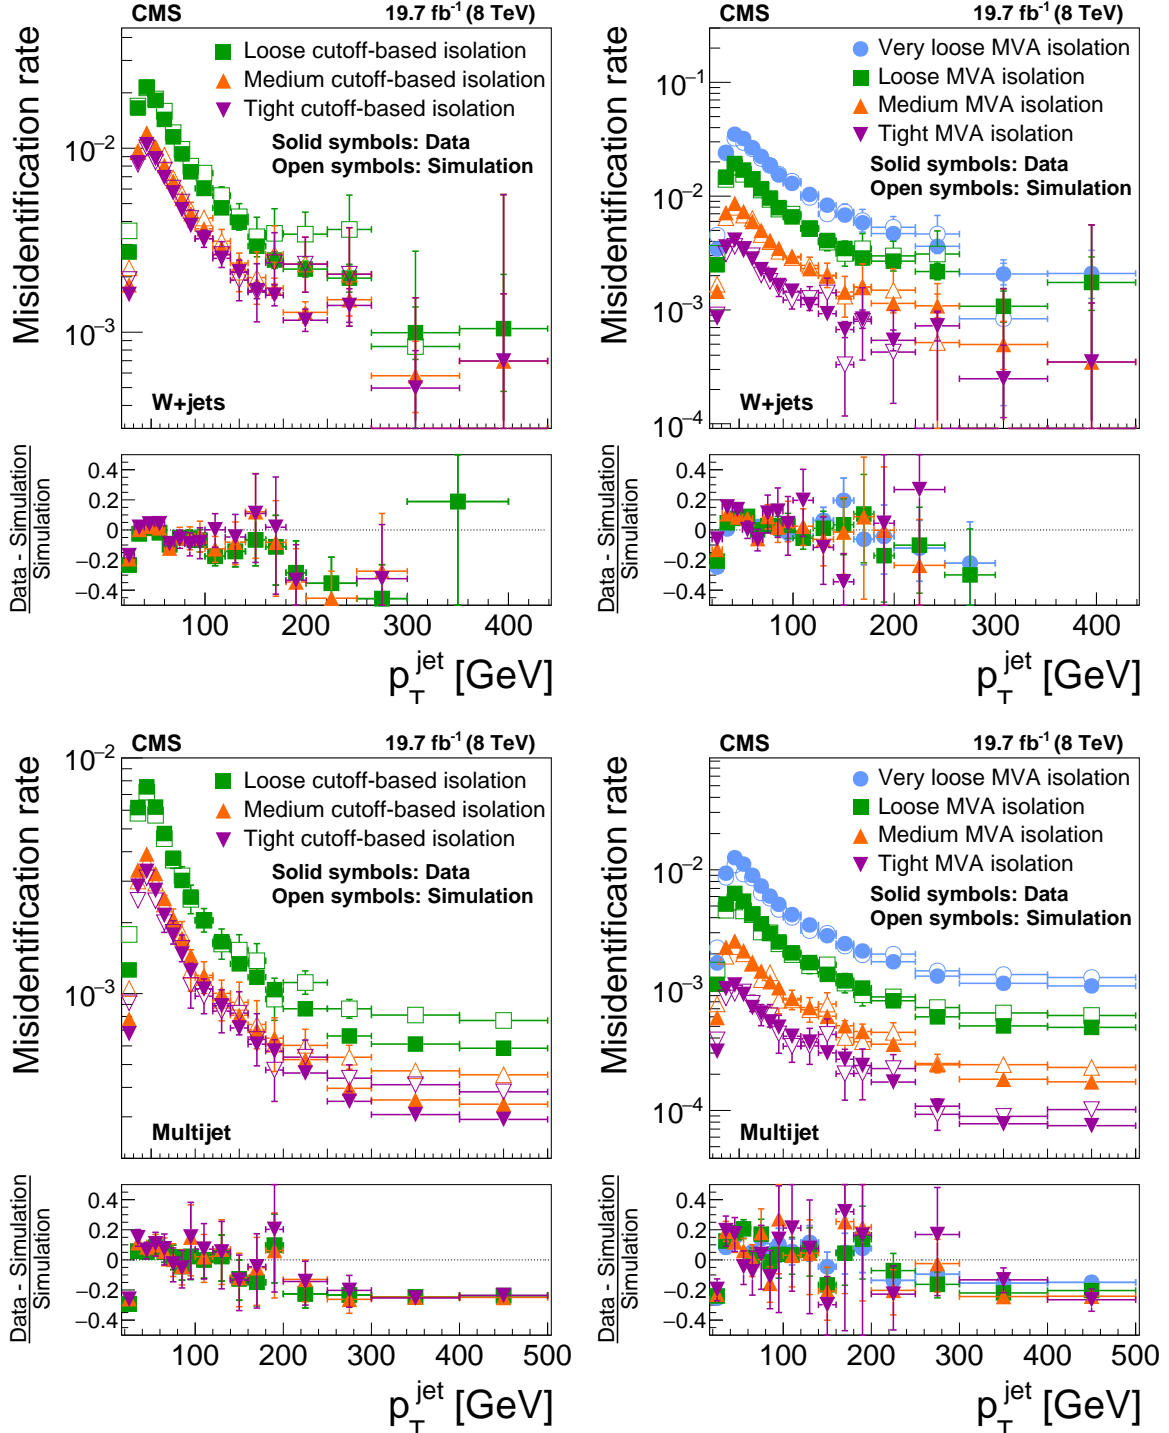 CMS 19.7 fb⁻¹ (8 TeV)
Misidentification rate
Loose cutoff-based isolation
Medium cutoff-based isolation
Tight cutoff-based isolation
Solid symbols: Data
Open symbols: Simulation
10⁻²
10⁻³
W+jets
Data - Simulation
Simulation
0.4
0.2
0
−0.2
−0.4
100 200 300 400
p_T^jet [GeV]
CMS 19.7 fb⁻¹ (8 TeV)
Misidentification rate
Very loose MVA isolation
Loose MVA isolation
Medium MVA isolation
Tight MVA isolation
Solid symbols: Data
Open symbols: Simulation
10⁻¹
10⁻²
10⁻³
10⁻⁴
W+jets
Data - Simulation
Simulation
0.4
0.2
0
−0.2
−0.4
100 200 300 400
p_T^jet [GeV]
CMS 19.7 fb⁻¹ (8 TeV)
Misidentification rate
Loose cutoff-based isolation
Medium cutoff-based isolation
Tight cutoff-based isolation
Solid symbols: Data
Open symbols: Simulation
10⁻²
10⁻³
Multijet
Data - Simulation
Simulation
0.4
0.2
0
−0.2
−0.4
100 200 300 400 500
p_T^jet [GeV]
CMS 19.7 fb⁻¹ (8 TeV)
Misidentification rate
Very loose MVA isolation
Loose MVA isolation
Medium MVA isolation
Tight MVA isolation
Solid symbols: Data
Open symbols: Simulation
10⁻²
10⁻³
10⁻⁴
Multijet
Data - Simulation
Simulation
0.4
0.2
0
−0.2
−0.4
100 200 300 400 500
p_T^jet [GeV]